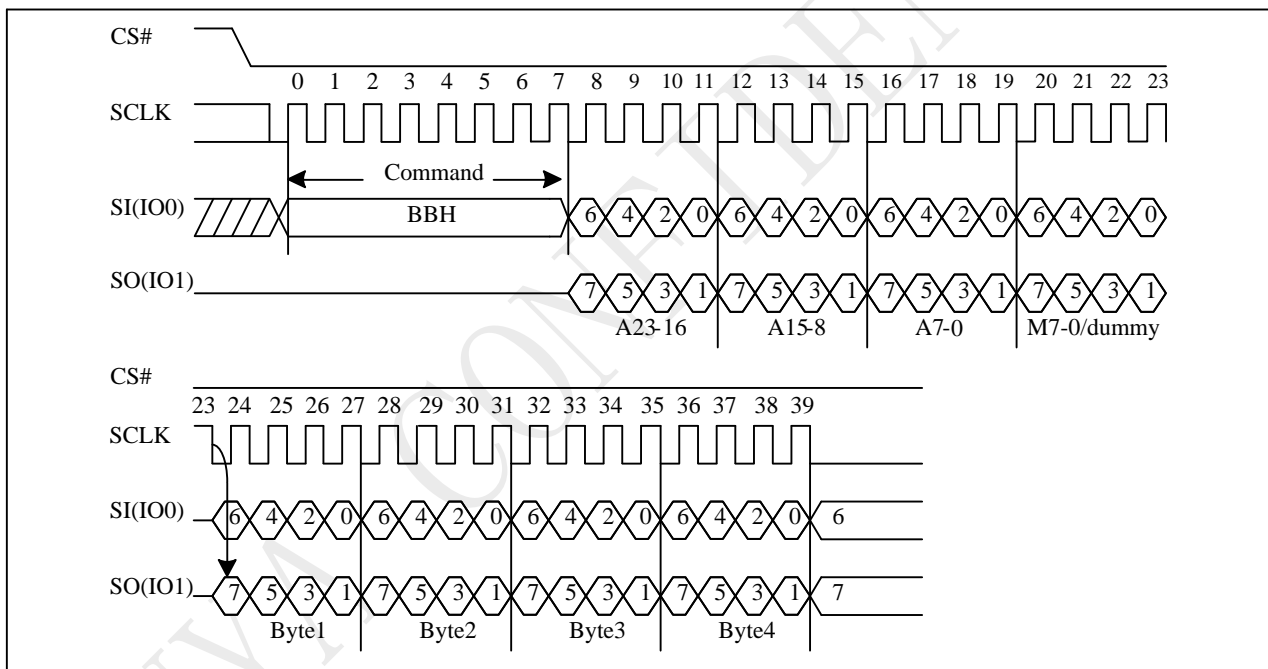 CS#
0 1 2 3 4 5 6 7 8 9 10 11 12 13 14 15 16 17 18 19 20 21 22 23
SCLK
Command
SI(IO0) BBH 6 4 2 0 6 4 2 0 6 4 2 0 6 4 2 0
SO(IO1) 7 5 3 1 7 5 3 1 7 5 3 1 7 5 3 1
A23-16 A15-8 A7-0 M7-0/dummy
CS#
23 24 25 26 27 28 29 30 31 32 33 34 35 36 37 38 39
SCLK
SI(IO0) 6 4 2 0 6 4 2 0 6 4 2 0 6 4 2 0 6
SO(IO1) 7 5 3 1 7 5 3 1 7 5 3 1 7 5 3 1 7
Byte1 Byte2 Byte3 Byte4